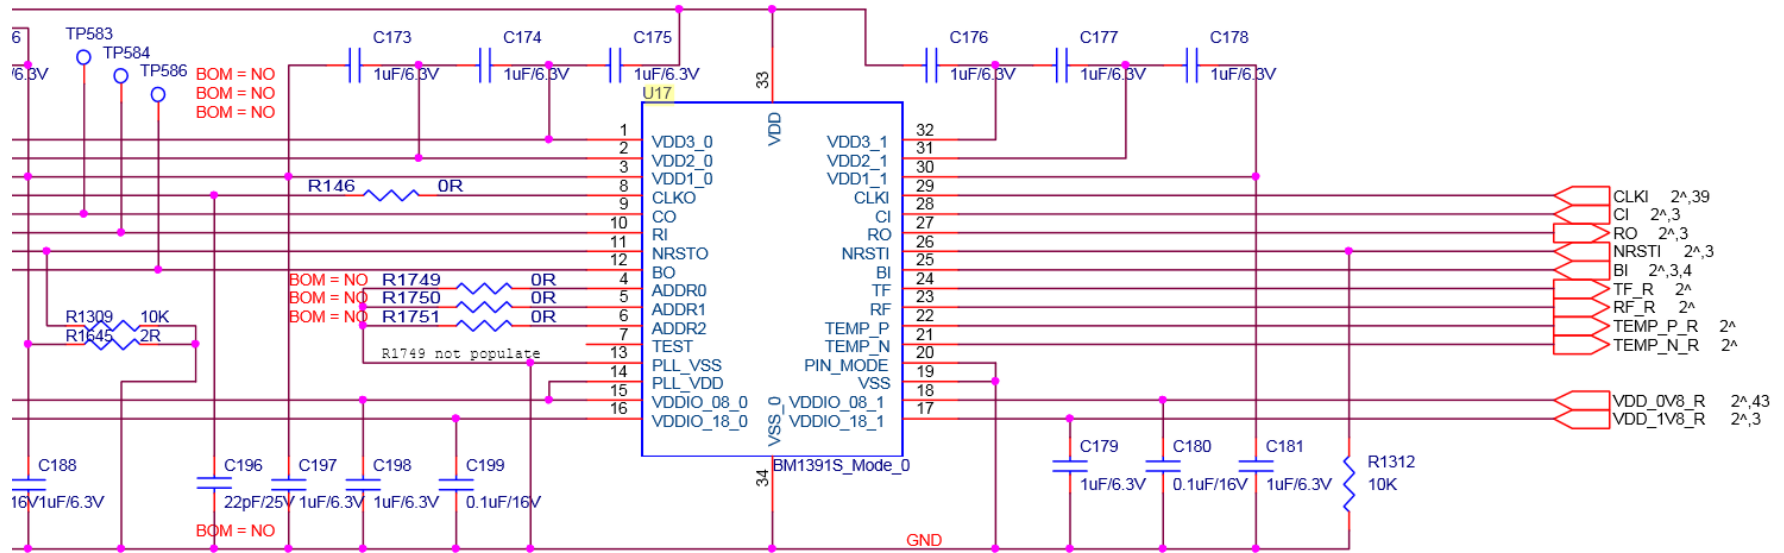 6
/6.3V
TP583
TP584
TP586
BOM = NO
BOM = NO
BOM = NO
C173
1uF/6.3V
C174
1uF/6.3V
C175
1uF/6.3V
33
C176
1uF/6.3V
C177
1uF/6.3V
C178
1uF/6.3V
U17
VDD
1 VDD3_0
2 VDD2_0
3 VDD1_0
8 CLKO
9 CO
10 RI
11 NRSTO
12 BO
4 ADDR0
5 ADDR1
6 ADDR2
7 TEST
13 PLL_VSS
14 PLL_VDD
15 VDDIO_08_0
16 VDDIO_18_0
VDD3_1 32
VDD2_1 31
VDD1_1 30
CLKI 29
CI 28
RO 27
NRSTI 26
BI 25
TF 24
RF 23
TEMP_P 22
TEMP_N 21
PIN_MODE 20
VSS 19
VDDIO_08_1 18
VDDIO_18_1 17
VSS_0
34
BM1391S_Mode_0
R146 0R
BOM = NO R1749 0R
BOM = NO R1750 0R
BOM = NO R1751 0R
R1749 not populate
R1309 10K
R1645 2R
CLKI 2^,39
CI 2^,3
RO 2^,3
NRSTI 2^,3
BI 2^,3,4
TF_R 2^
RF_R 2^
TEMP_P_R 2^
TEMP_N_R 2^
VDD_0V8_R 2^,43
VDD_1V8_R 2^,3
16V
C188
1uF/6.3V
C196
22pF/25V
BOM = NO
C197
1uF/6.3V
C198
1uF/6.3V
C199
0.1uF/16V
C179
1uF/6.3V
C180
0.1uF/16V
C181
1uF/6.3V
R1312
10K
GND